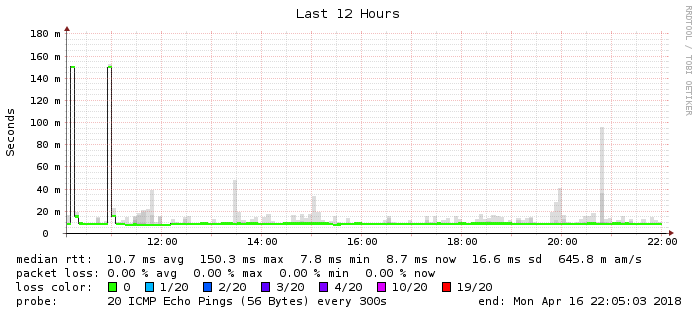 Last 12 Hours
RRDTOOL / TOBI OETIKER
Seconds
180 m
160 m
140 m
120 m
100 m
80 m
60 m
40 m
20 m
0
12:00 14:00 16:00 18:00 20:00 22:00
median rtt: 10.7 ms avg 150.3 ms max 7.8 ms min 8.7 ms now 16.6 ms sd 645.8 m am/s
packet loss: 0.00 % avg 0.00 % max 0.00 % min 0.00 % now
loss color: 0 1/20 2/20 3/20 4/20 10/20 19/20
probe: 20 ICMP Echo Pings (56 Bytes) every 300s end: Mon Apr 16 22:05:03 2018